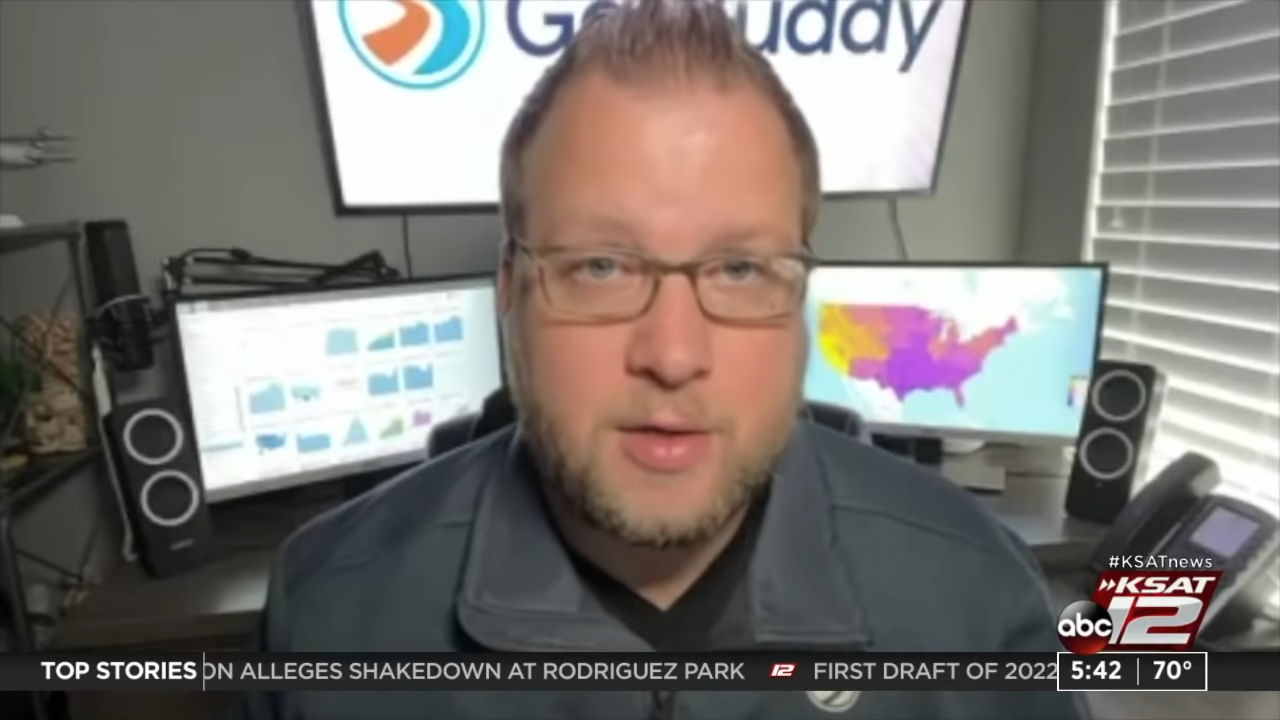 G uddy
#KSATnews
KSAT
abc 12
TOP STORIES ON ALLEGES SHAKEDOWN AT RODRIGUEZ PARK 12 FIRST DRAFT OF 2022 5:42 70°